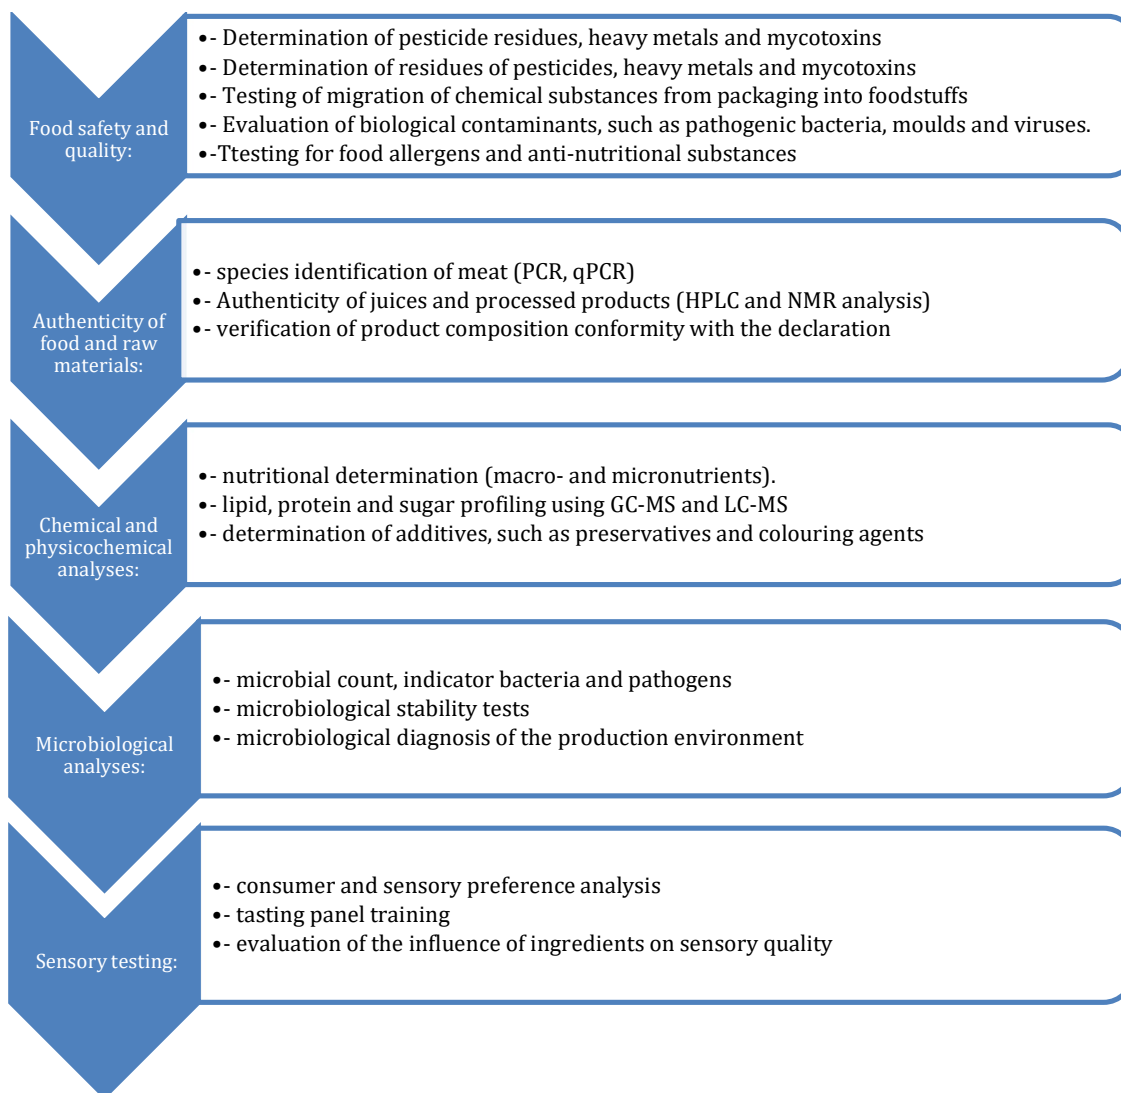 Food safety and
quality:
•- Determination of pesticide residues, heavy metals and mycotoxins
•- Determination of residues of pesticides, heavy metals and mycotoxins
•- Testing of migration of chemical substances from packaging into foodstuffs
•- Evaluation of biological contaminants, such as pathogenic bacteria, moulds and viruses.
•-Ttesting for food allergens and anti-nutritional substances
Authenticity of
food and raw
materials:
•- species identification of meat (PCR, qPCR)
•- Authenticity of juices and processed products (HPLC and NMR analysis)
•- verification of product composition conformity with the declaration
Chemical and
physicochemical
analyses:
•- nutritional determination (macro- and micronutrients).
•- lipid, protein and sugar profiling using GC-MS and LC-MS
•- determination of additives, such as preservatives and colouring agents
Microbiological
analyses:
•- microbial count, indicator bacteria and pathogens
•- microbiological stability tests
•- microbiological diagnosis of the production environment
Sensory testing:
•- consumer and sensory preference analysis
•- tasting panel training
•- evaluation of the influence of ingredients on sensory quality